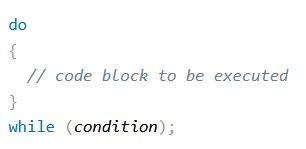 do
{
  // code block to be executed
}
while (condition);